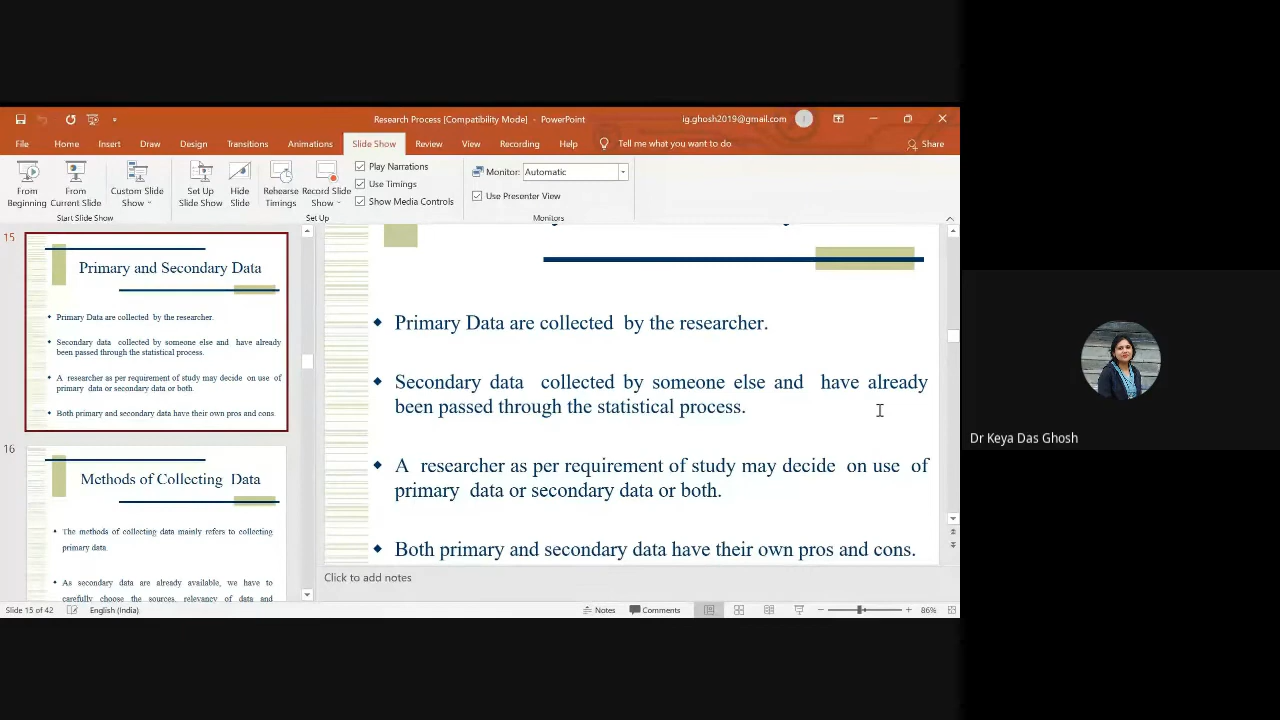 Research Process [Compatibility Mode] - PowerPoint
ig.ghosh2019@gmail.com
File Home Insert Draw Design Transitions Animations Slide Show Review View Recording Help Tell me what you want to do Share
From Beginning
From Current Slide
Custom Slide Show
Start Slide Show
Set Up Slide Show
Hide Slide
Rehearse Timings
Record Slide Show
Play Narrations
Use Timings
Show Media Controls
Set Up
Monitor: Automatic
Use Presenter View
Monitors
15
Primary and Secondary Data
Primary Data are collected by the researcher.
Secondary data collected by someone else and have already
been passed through the statistical process.
A researcher as per requirement of study may decide on use of
primary data or secondary data or both.
Both primary and secondary data have their own pros and cons.
16
Methods of Collecting Data
The methods of collecting data mainly refers to collecting
primary data.
As secondary data are already available, we have to
carefully choose the sources, relevancy of data and
Primary Data are collected by the researcher.
Secondary data collected by someone else and have already
been passed through the statistical process.
A researcher as per requirement of study may decide on use of
primary data or secondary data or both.
Both primary and secondary data have their own pros and cons.
Click to add notes
Slide 15 of 42 English (India) Notes Comments 86%
Dr Keya Das Ghosh